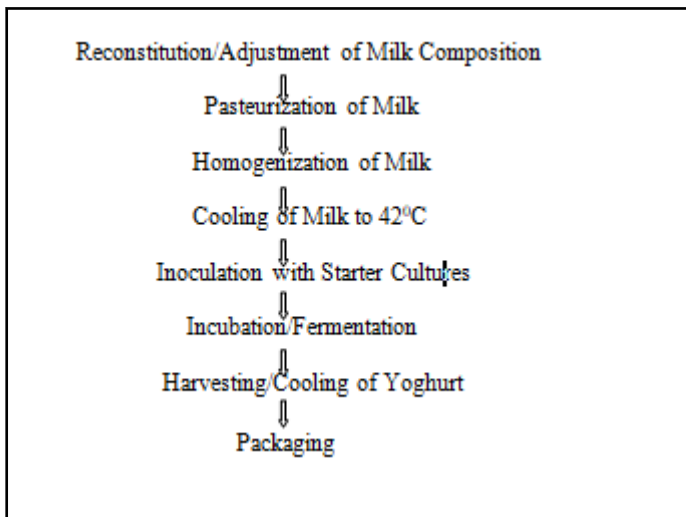 Reconstitution/Adjustment of Milk Composition
Pasteurization of Milk
Homogenization of Milk
Cooling of Milk to 42⁰C
Inoculation with Starter Cultures
Incubation/Fermentation
Harvesting/Cooling of Yoghurt
Packaging